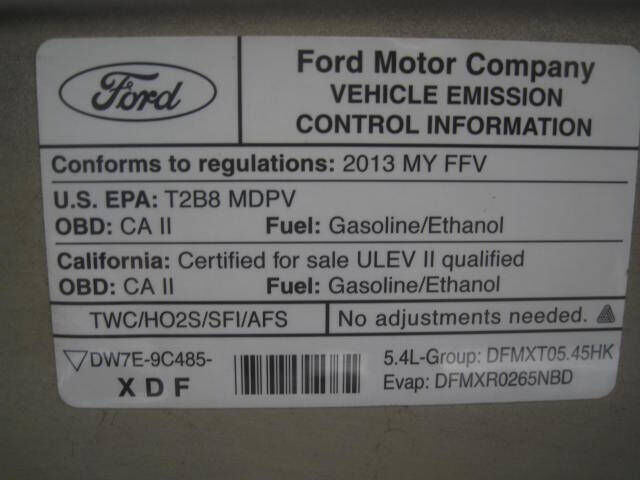 Ford
Ford Motor Company
VEHICLE EMISSION
CONTROL INFORMATION
Conforms to regulations: 2013 MY FFV
U.S. EPA: T2B8 MDPV
OBD: CA II Fuel: Gasoline/Ethanol
California: Certified for sale ULEV II qualified
OBD: CA II Fuel: Gasoline/Ethanol
TWC/HO2S/SFI/AFS No adjustments needed.
DW7E-9C485-
XDF
5.4L-Group: DFMXT05.45HK
Evap: DFMXR0265NBD